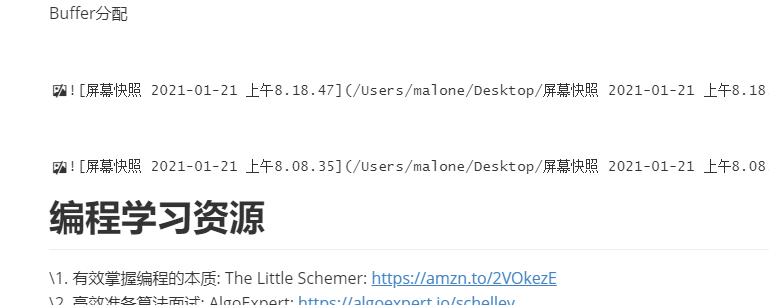 Buffer分配
![屏幕快照 2021-01-21 上午8.18.47](/Users/malone/Desktop/屏幕快照 2021-01-21 上午8.18
![屏幕快照 2021-01-21 上午8.08.35](/Users/malone/Desktop/屏幕快照 2021-01-21 上午8.08
编程学习资源
\1. 有效掌握编程的本质: The Little Schemer: https://amzn.to/2VOkezE
\2. 高效准备算法面试: AlgoExpert: https://algoexpert.io/schelley